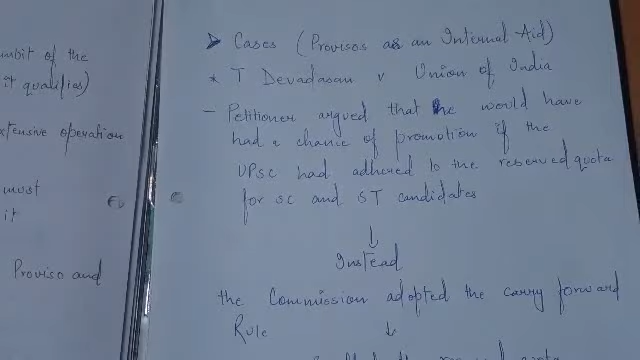 umbit of the
it qualifies)
xtensive operation
must
it
Proviso and
➤ Cases (Provisos as an Internal Aid)
* T Devadasan v Union of India
- Petitioner argued that he would have
had a chance of promotion if the
UPSC had adhered to the reserved quota
for SC and ST candidates
↓
Instead
the Commission adopted the carry forward
Rule ↓